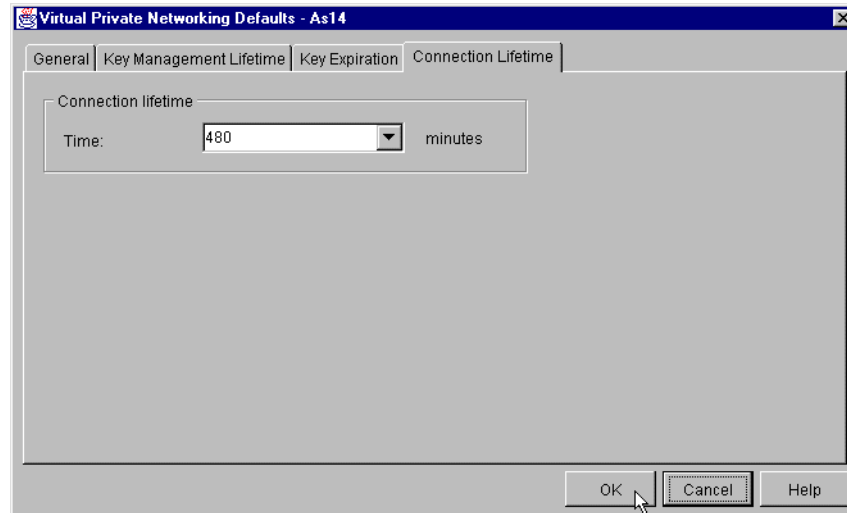 Virtual Private Networking Defaults - As14
General Key Management Lifetime Key Expiration Connection Lifetime
Connection lifetime
Time: 480 minutes
OK Cancel Help